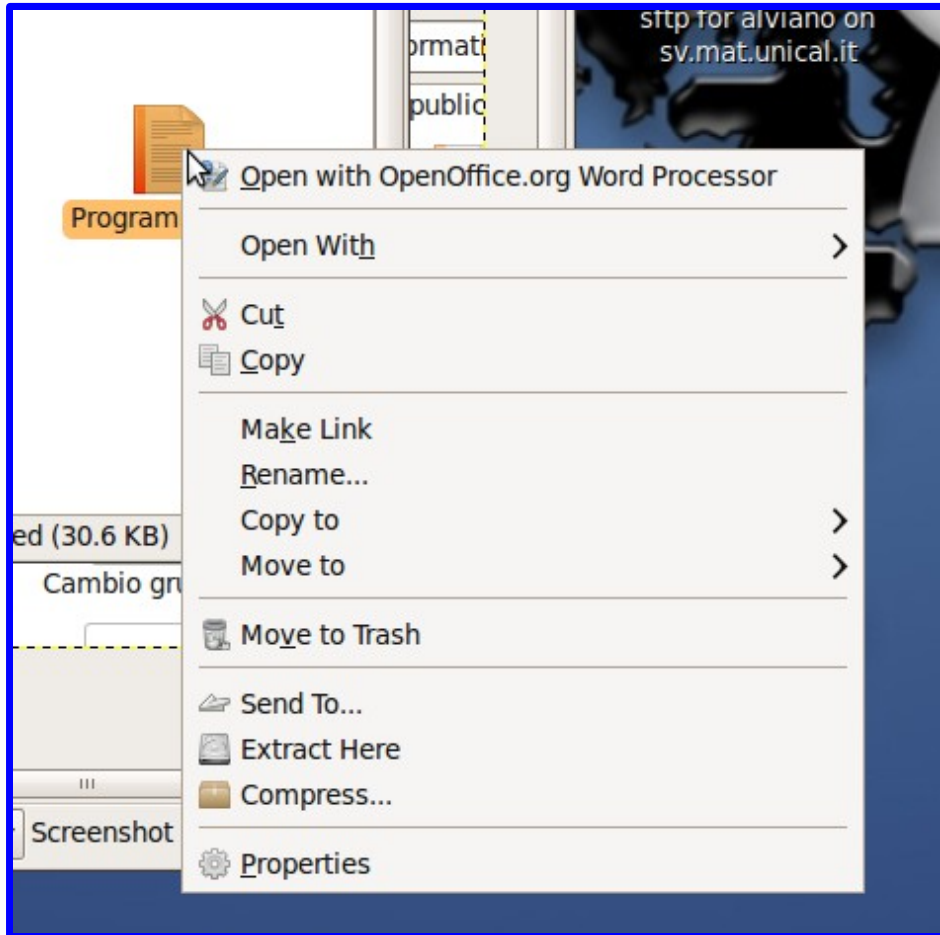 sftp for alviano on
sv.mat.unical.it
public
Program
Open with OpenOffice.org Word Processor
Open With
Cut
Copy
Make Link
Rename...
Copy to
Move to
Move to Trash
Send To...
Extract Here
Compress...
Properties
ed (30.6 KB)
Cambio gru
Screenshot